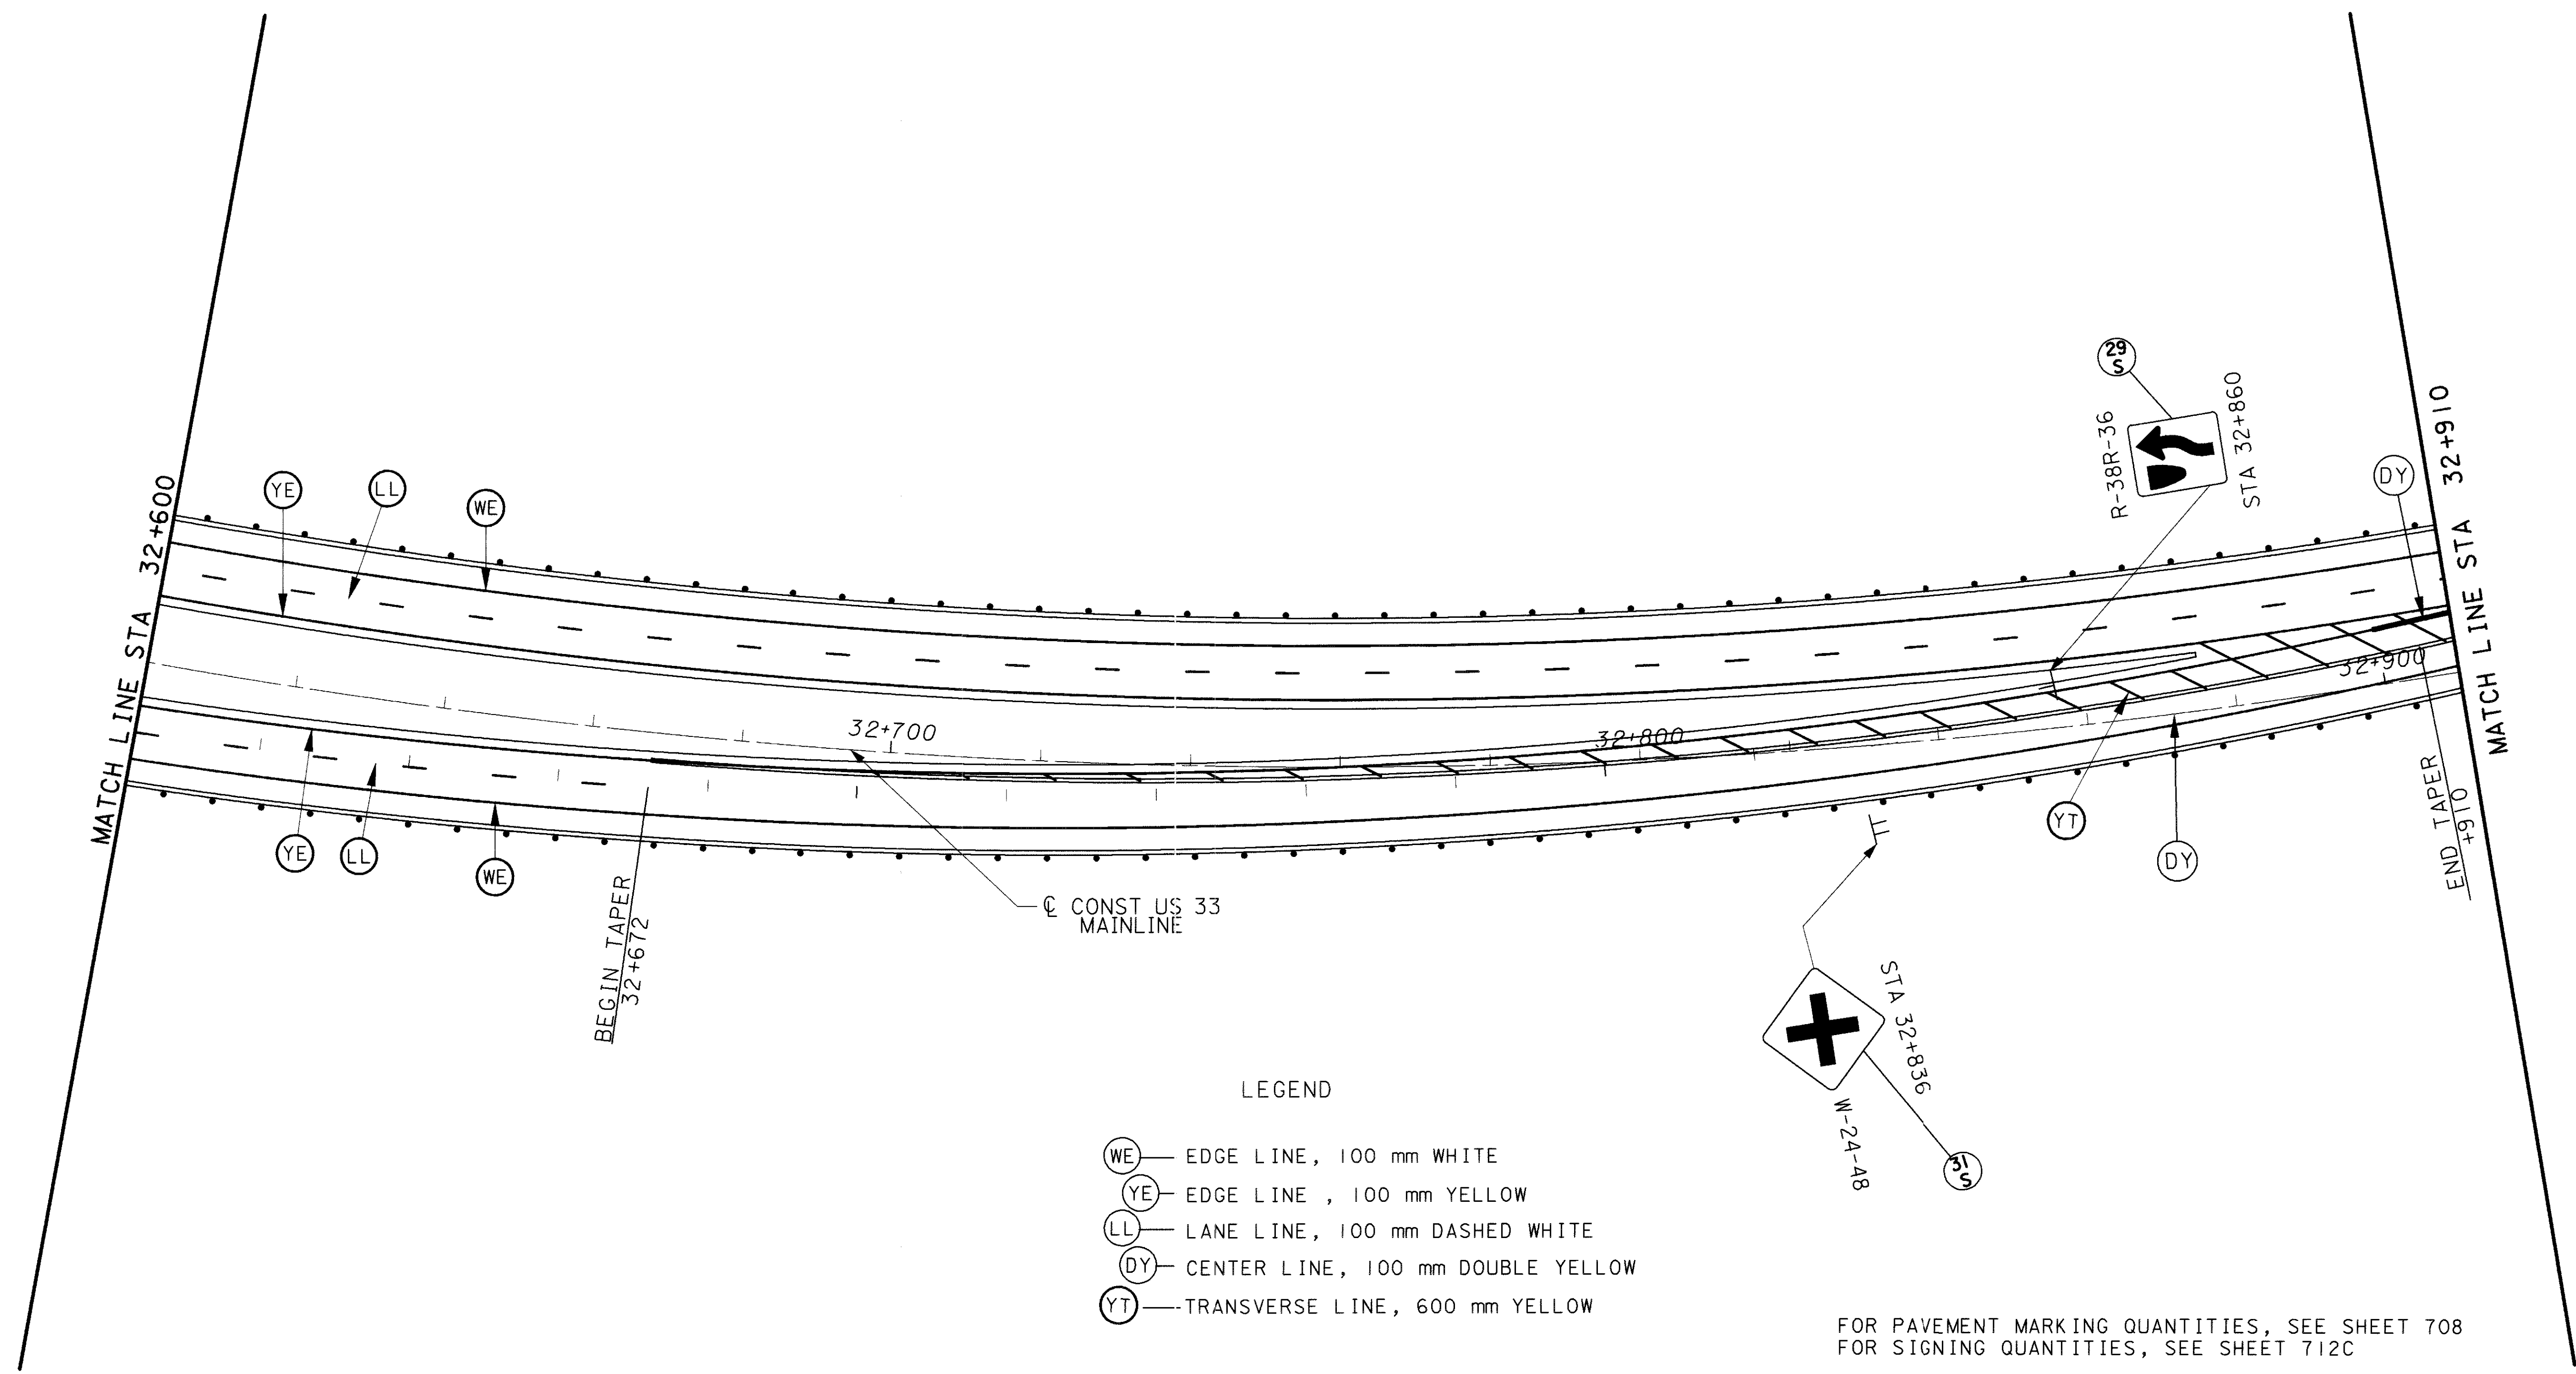 MATCH LINE STA 32+600
YE
LL
WE
YE
LL
WE
BEGIN TAPER
32+672
32+700
℄ CONST US 33
MAINLINE
32+800
29
S
R-38R-36
STA 32+860
DY
MATCH LINE STA 32+910
32+900
YT
DY
END TAPER
+910
STA 32+836
W-24-48
31
S
LEGEND
WE EDGE LINE, 100 mm WHITE
YE EDGE LINE , 100 mm YELLOW
LL LANE LINE, 100 mm DASHED WHITE
DY CENTER LINE, 100 mm DOUBLE YELLOW
YT TRANSVERSE LINE, 600 mm YELLOW
FOR PAVEMENT MARKING QUANTITIES, SEE SHEET 708
FOR SIGNING QUANTITIES, SEE SHEET 712C